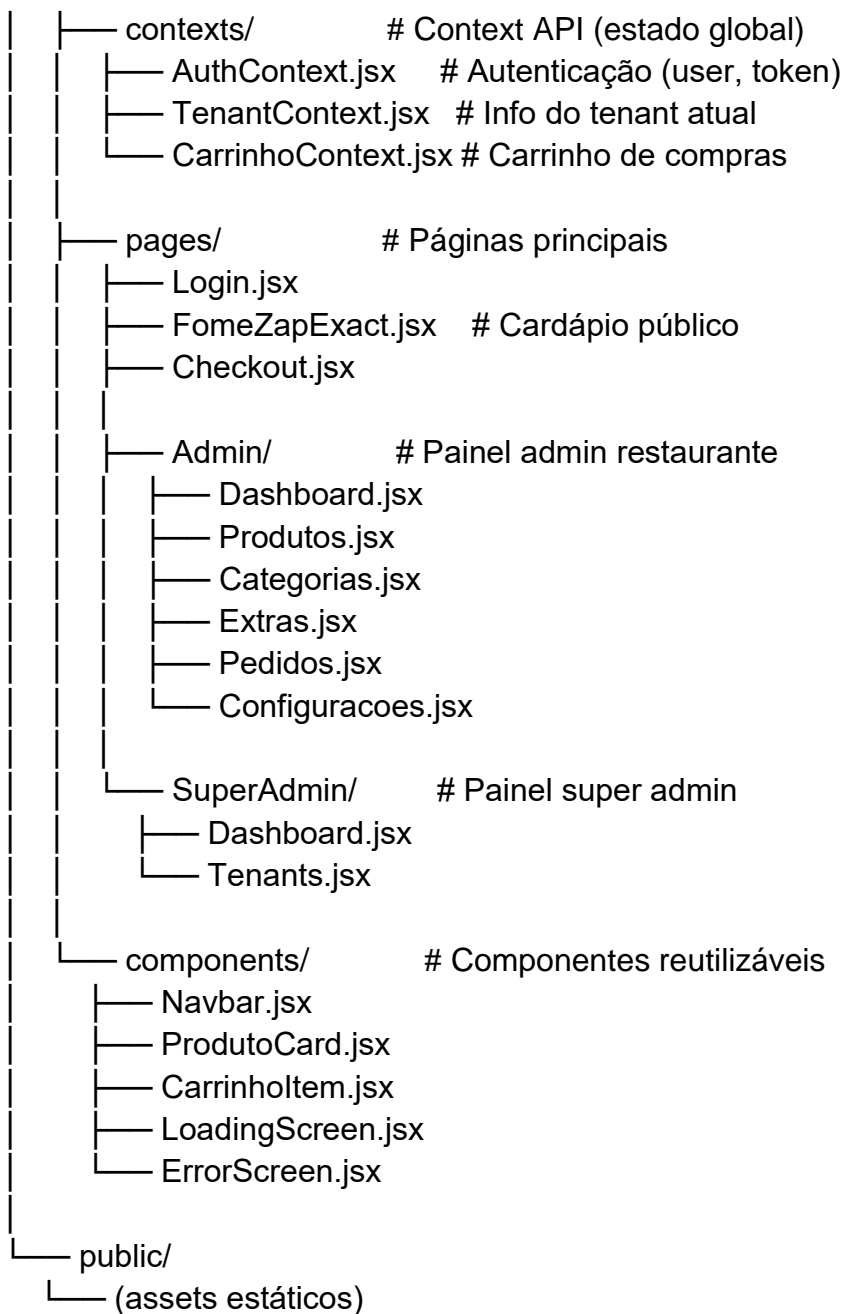 │   ├── contexts/ # Context API (estado global)
│   │   ├── AuthContext.jsx # Autenticação (user, token)
│   │   ├── TenantContext.jsx # Info do tenant atual
│   │   └── CarrinhoContext.jsx # Carrinho de compras
│   │
│   ├── pages/ # Páginas principais
│   │   ├── Login.jsx
│   │   ├── FomeZapExact.jsx # Cardápio público
│   │   ├── Checkout.jsx
│   │   │
│   │   ├── Admin/ # Painel admin restaurante
│   │   │   ├── Dashboard.jsx
│   │   │   ├── Produtos.jsx
│   │   │   ├── Categorias.jsx
│   │   │   ├── Extras.jsx
│   │   │   ├── Pedidos.jsx
│   │   │   └── Configuracoes.jsx
│   │   │
│   │   └── SuperAdmin/ # Painel super admin
│   │       ├── Dashboard.jsx
│   │       └── Tenants.jsx
│   │
│   └── components/ # Componentes reutilizáveis
│       ├── Navbar.jsx
│       ├── ProdutoCard.jsx
│       ├── CarrinhoItem.jsx
│       ├── LoadingScreen.jsx
│       └── ErrorScreen.jsx
│
└── public/
    └── (assets estáticos)